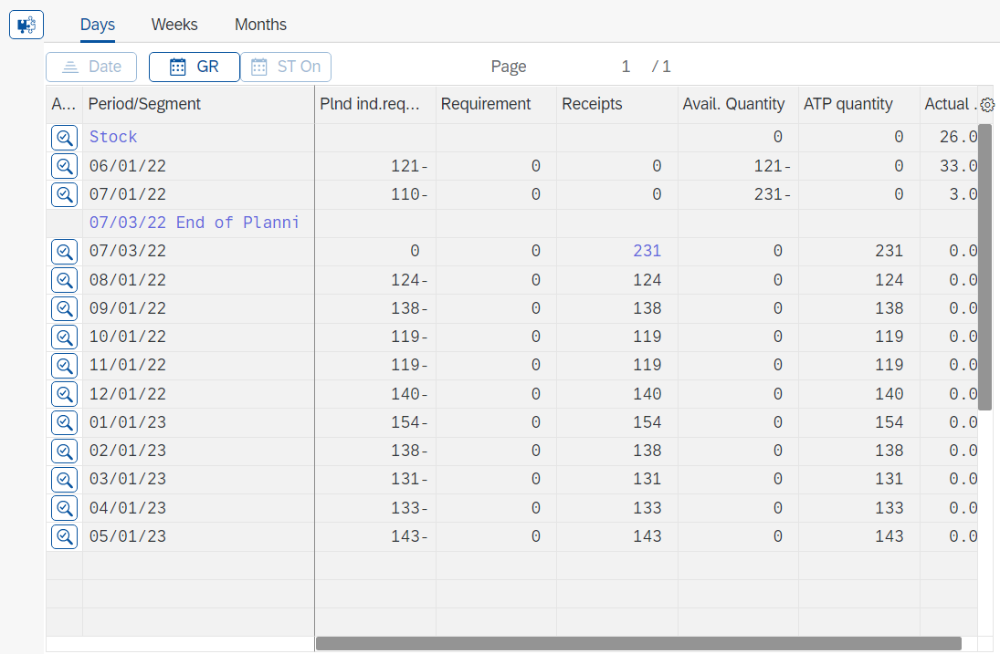 Days Weeks Months
Date GR ST On Page 1 / 1
A... Period/Segment Plnd ind.req... Requirement Receipts Avail. Quantity ATP quantity Actual .
Stock 0 0 26.0
06/01/22 121- 0 0 121- 0 33.0
07/01/22 110- 0 0 231- 0 3.0
07/03/22 End of Planni
07/03/22 0 0 231 0 231 0.0
08/01/22 124- 0 124 0 124 0.0
09/01/22 138- 0 138 0 138 0.0
10/01/22 119- 0 119 0 119 0.0
11/01/22 119- 0 119 0 119 0.0
12/01/22 140- 0 140 0 140 0.0
01/01/23 154- 0 154 0 154 0.0
02/01/23 138- 0 138 0 138 0.0
03/01/23 131- 0 131 0 131 0.0
04/01/23 133- 0 133 0 133 0.0
05/01/23 143- 0 143 0 143 0.0